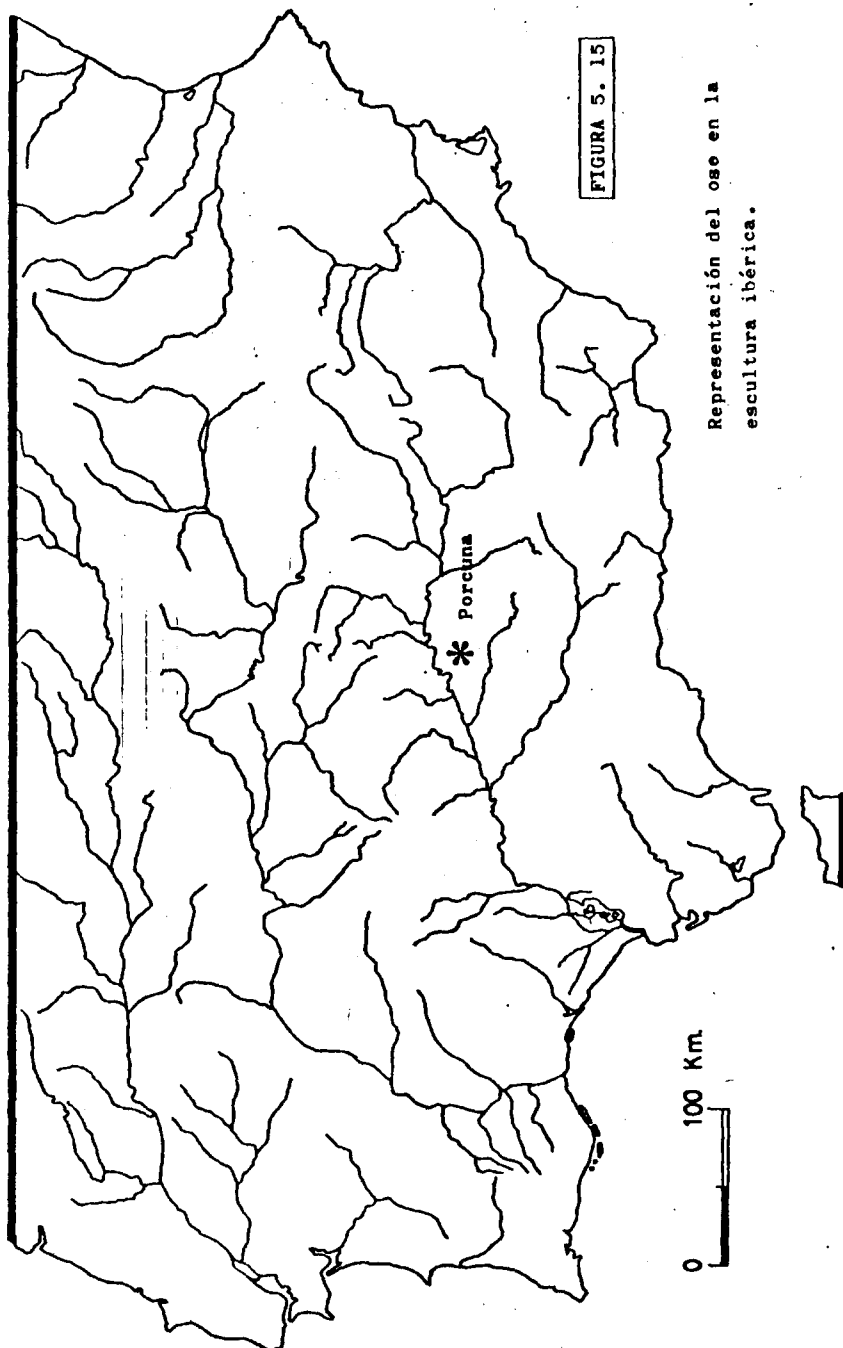 FIGURA 5. 15
Representación del oso en la
escultura ibérica.
* Porcuna
0 100 Km.